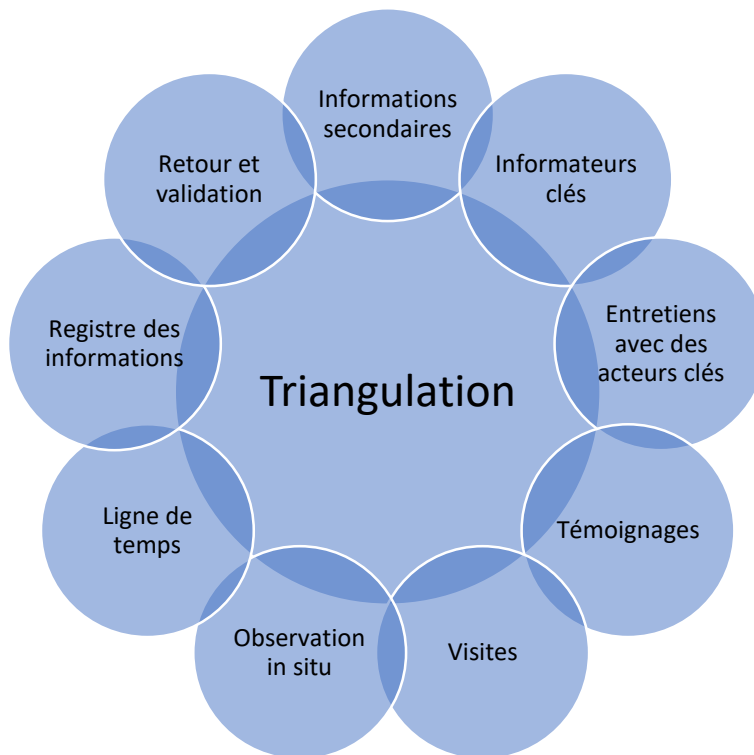 Informations
secondaires
Informateurs
clés
Entretiens
avec des
acteurs clés
Témoignages
Visites
Observation
in situ
Ligne de
temps
Registre des
informations
Retour et
validation
Triangulation